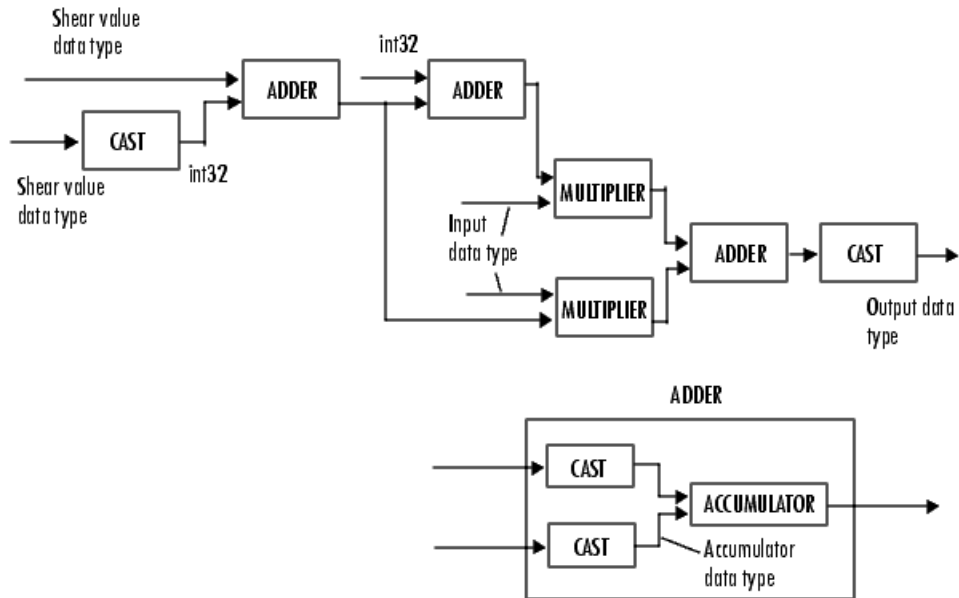 Shear value
data type
int32
ADDER
ADDER
CAST
int32
Shear value
data type
MULTIPLIER
Input
data type
ADDER
CAST
MULTIPLIER
Output data
type
ADDER
CAST
ACCUMULATOR
CAST
Accumulator
data type